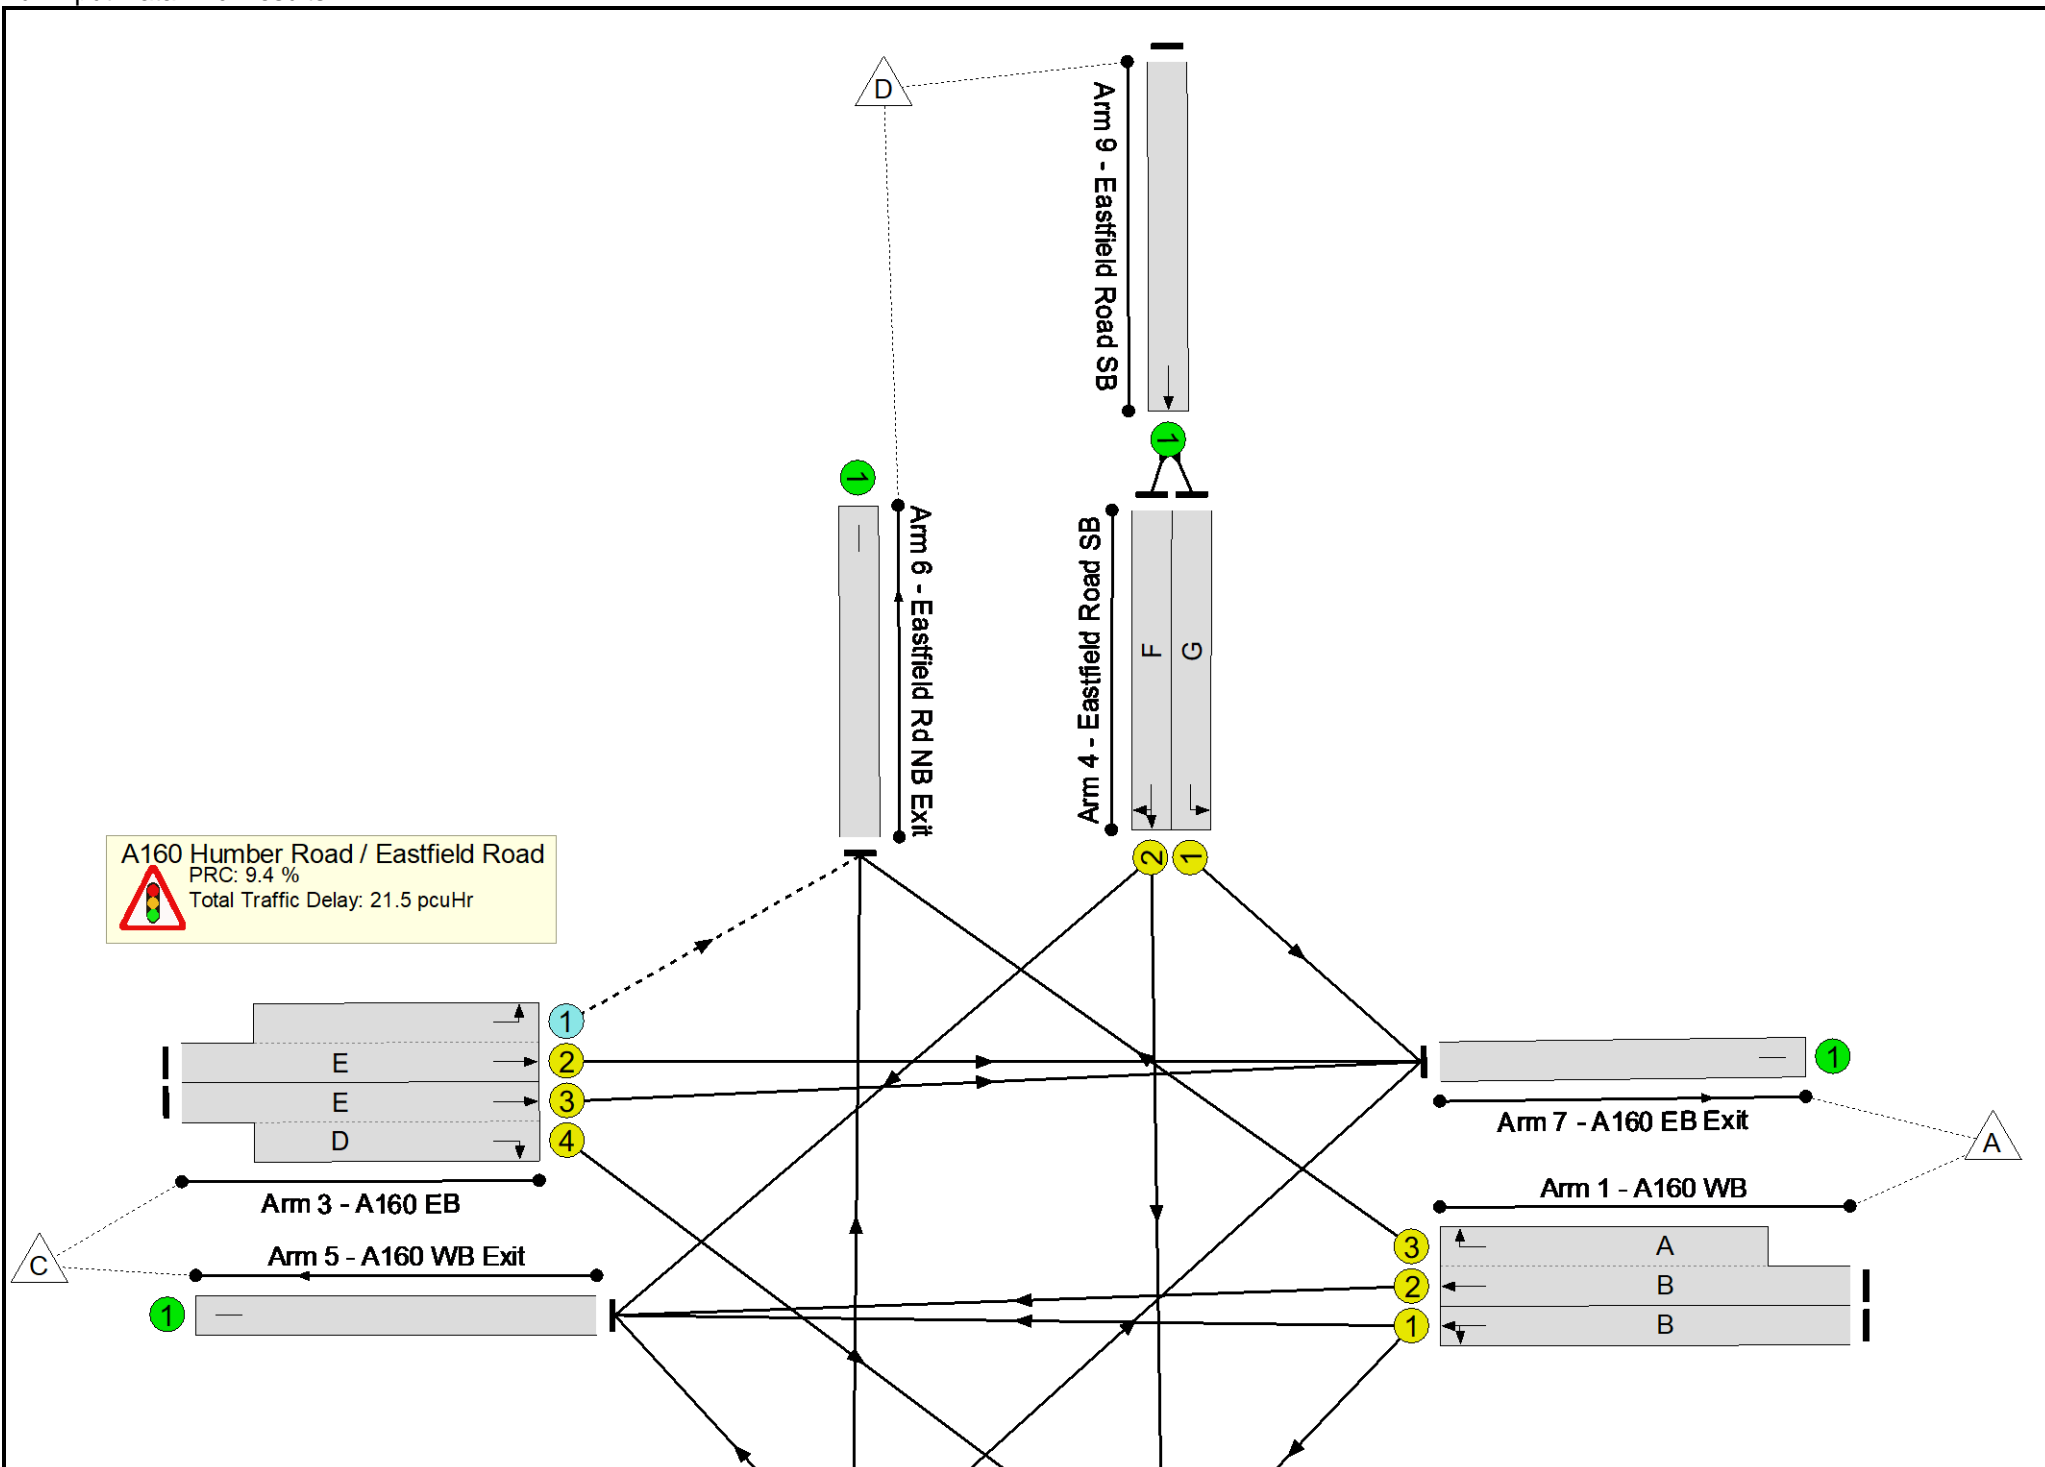 D
Arm 9 - Eastfield Road SB
1
1
Arm 6 - Eastfield Rd NB Exit
Arm 4 - Eastfield Road SB
F
G
2
1
A160 Humber Road / Eastfield Road
PRC: 9.4 %
Total Traffic Delay: 21.5 pcuHr
1
E
2
E
3
D
4
Arm 3 - A160 EB
C
Arm 5 - A160 WB Exit
1
1
Arm 7 - A160 EB Exit
A
Arm 1 - A160 WB
3
A
2
B
1
B